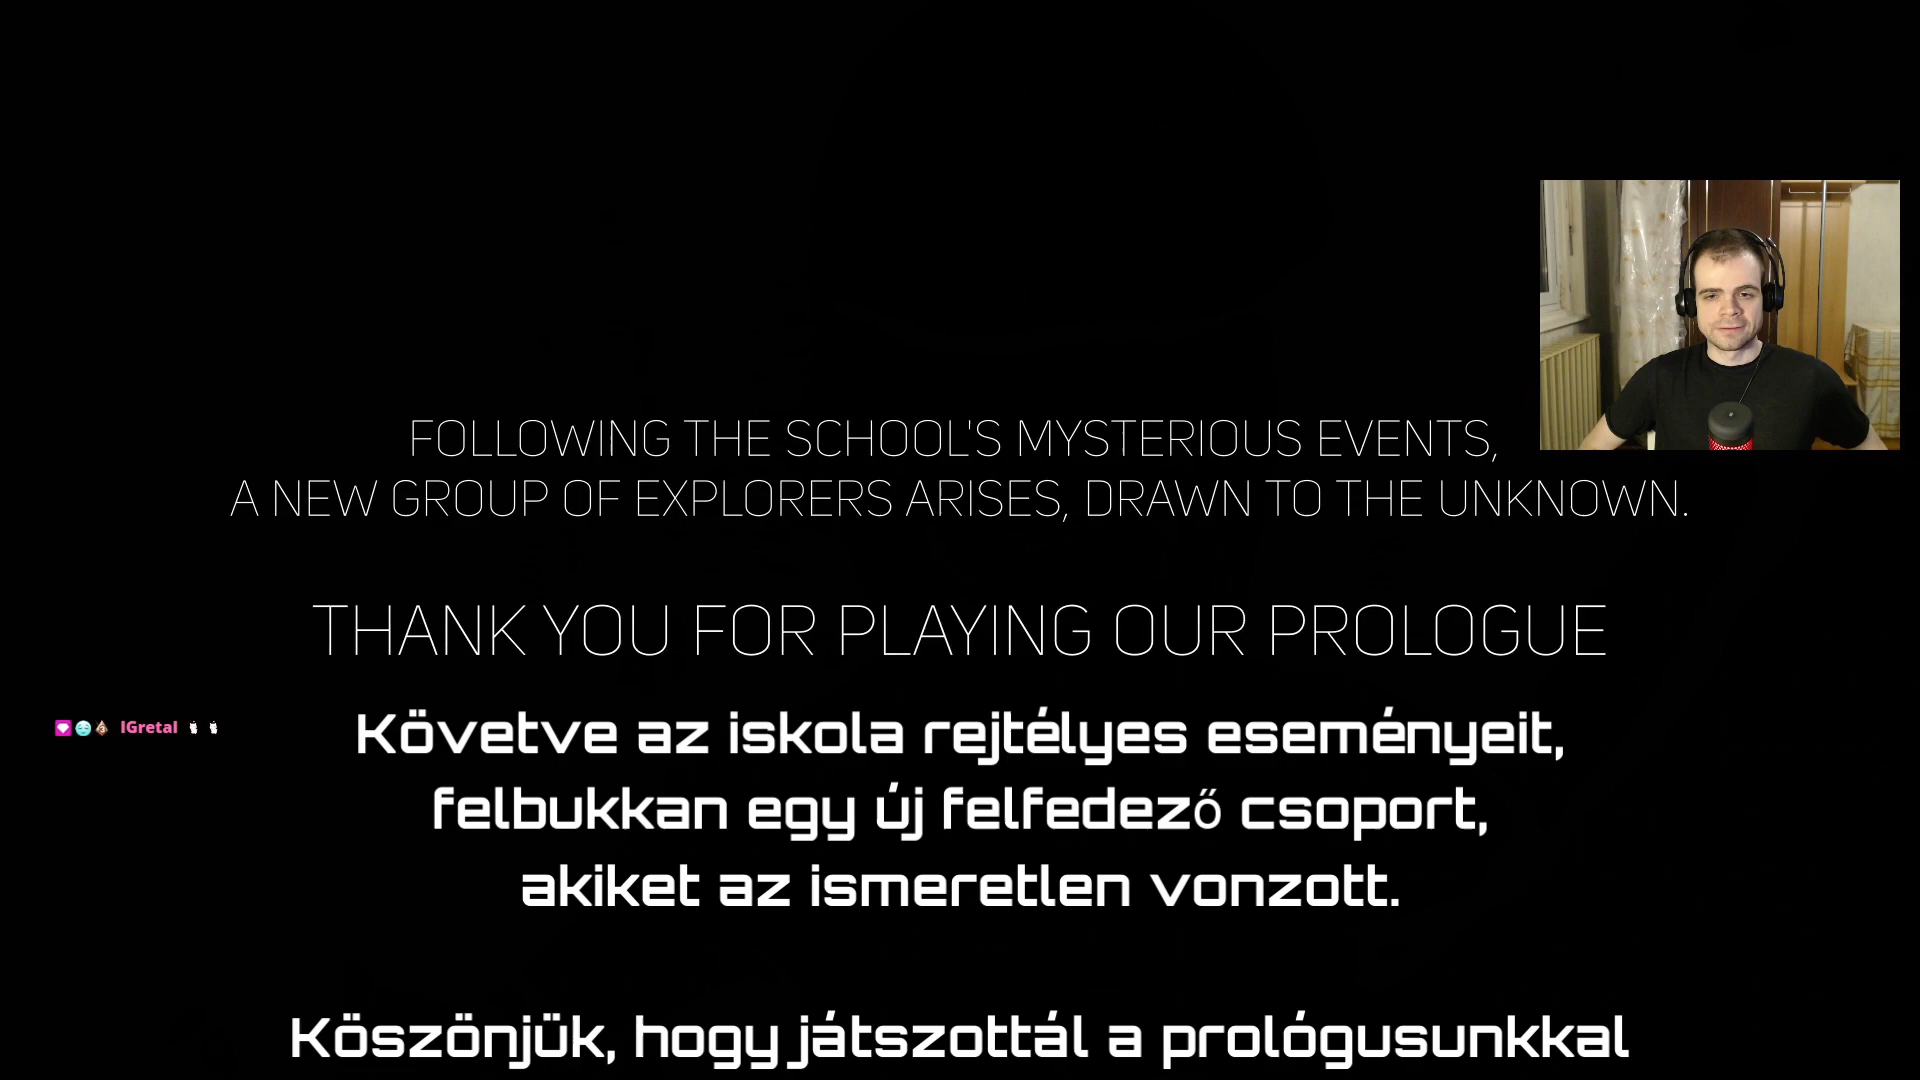 FOLLOWING THE SCHOOL'S MYSTERIOUS EVENTS,
A NEW GROUP OF EXPLORERS ARISES, DRAWN TO THE UNKNOWN.
THANK YOU FOR PLAYING OUR PROLOGUE
IGretal
Követve az iskola rejtélyes eseményeit,
felbukkan egy új felfedező csoport,
akiket az ismeretlen vonzott.
Köszönjük, hogy játszottál a prológusunkkal